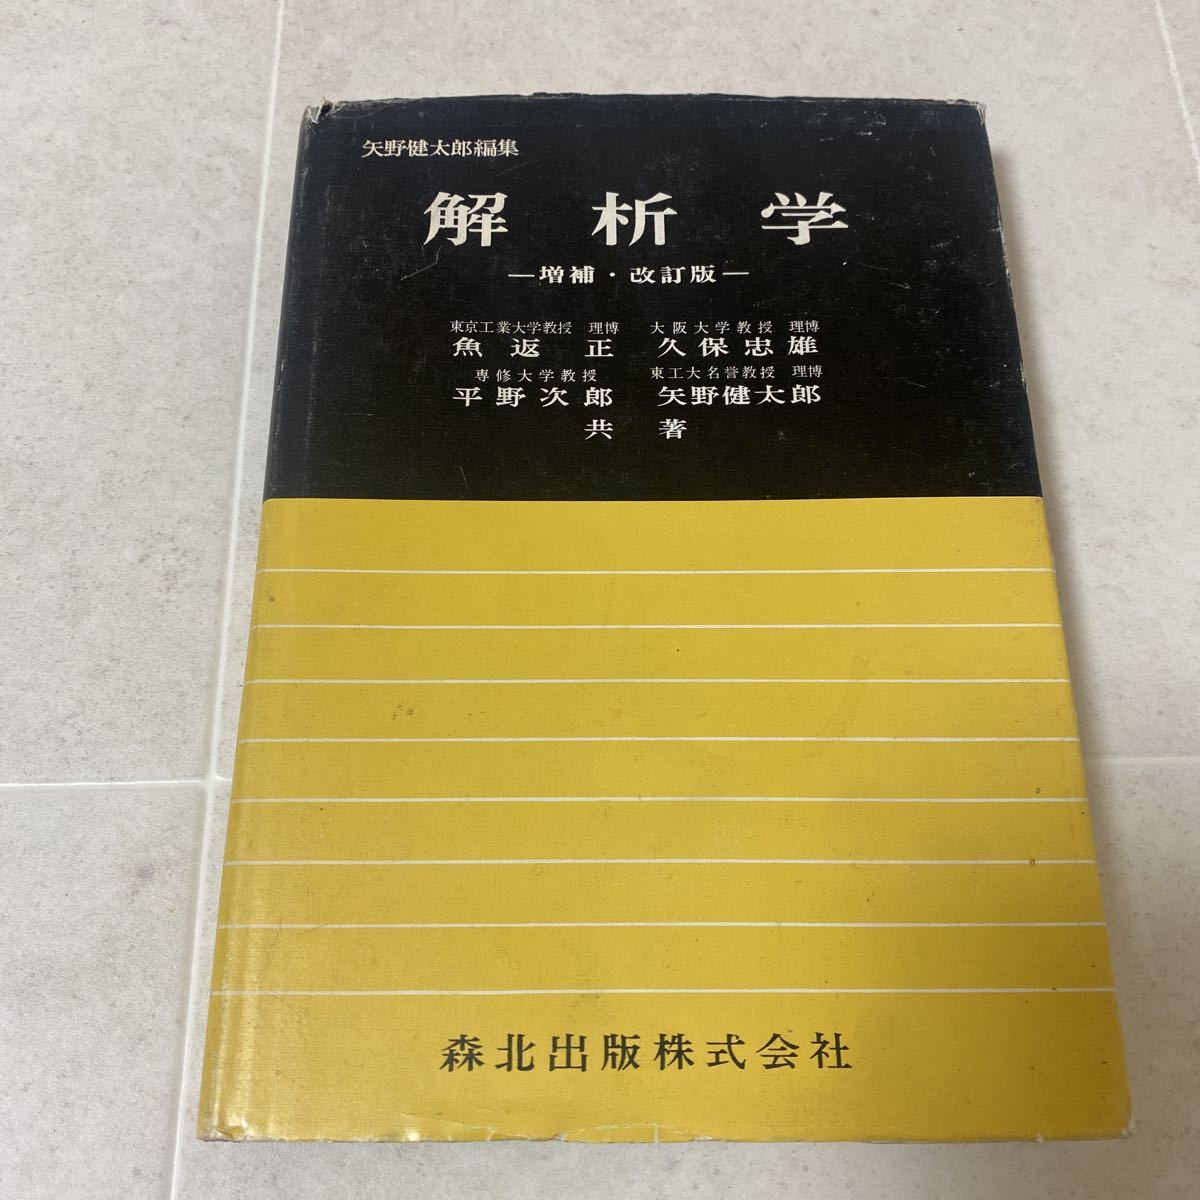 矢野健太郎編集
解析学
―増補・改訂版―
東京工業大学教授 理博 大阪大学教授 理博
魚返正 久保忠雄
専修大学教授 東工大名誉教授 理博
平野次郎 矢野健太郎
共著
森北出版株式会社